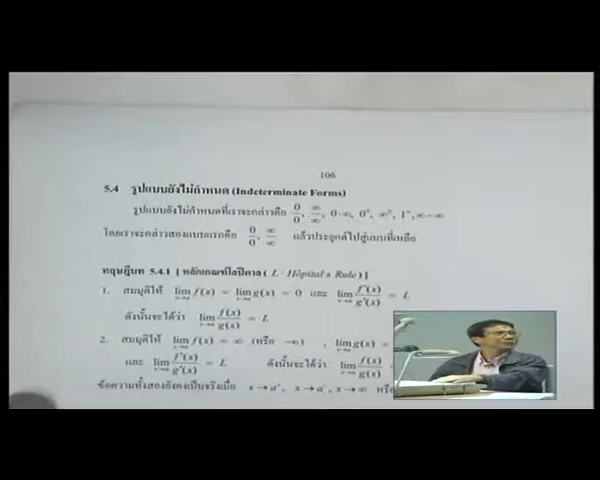 106
5.4 รูปแบบยังไม่กำหนด (Indeterminate Forms)
รูปแบบยังไม่กำหนดที่เราจะกล่าวคือ 0/0, ∞/∞, 0·∞, 0⁰, ∞⁰, 1^∞, ∞−∞
โดยเราจะกล่าวสองแบบแรกคือ 0/0, ∞/∞ แล้วประยุกต์ไปสู่แบบที่เหลือ
ทฤษฎีบท 5.4.1 [ หลักเกณฑ์โลปิตาล ( L'Hôpital's Rule ) ]
1. สมมุติให้ lim x→a f(x) = lim x→a g(x) = 0 และ lim x→a f'(x)/g'(x) = L
ดังนั้นจะได้ว่า lim x→a f(x)/g(x) = L
2. สมมุติให้ lim x→a f(x) = ∞ (หรือ −∞) , lim x→a g(x) =
และ lim x→a f'(x)/g'(x) = L ดังนั้นจะได้ว่า lim x→a f(x)/g(x)
ข้อความทั้งสองยังคงเป็นจริงเมื่อ x→a⁺, x→a⁻, x→∞ หรือ